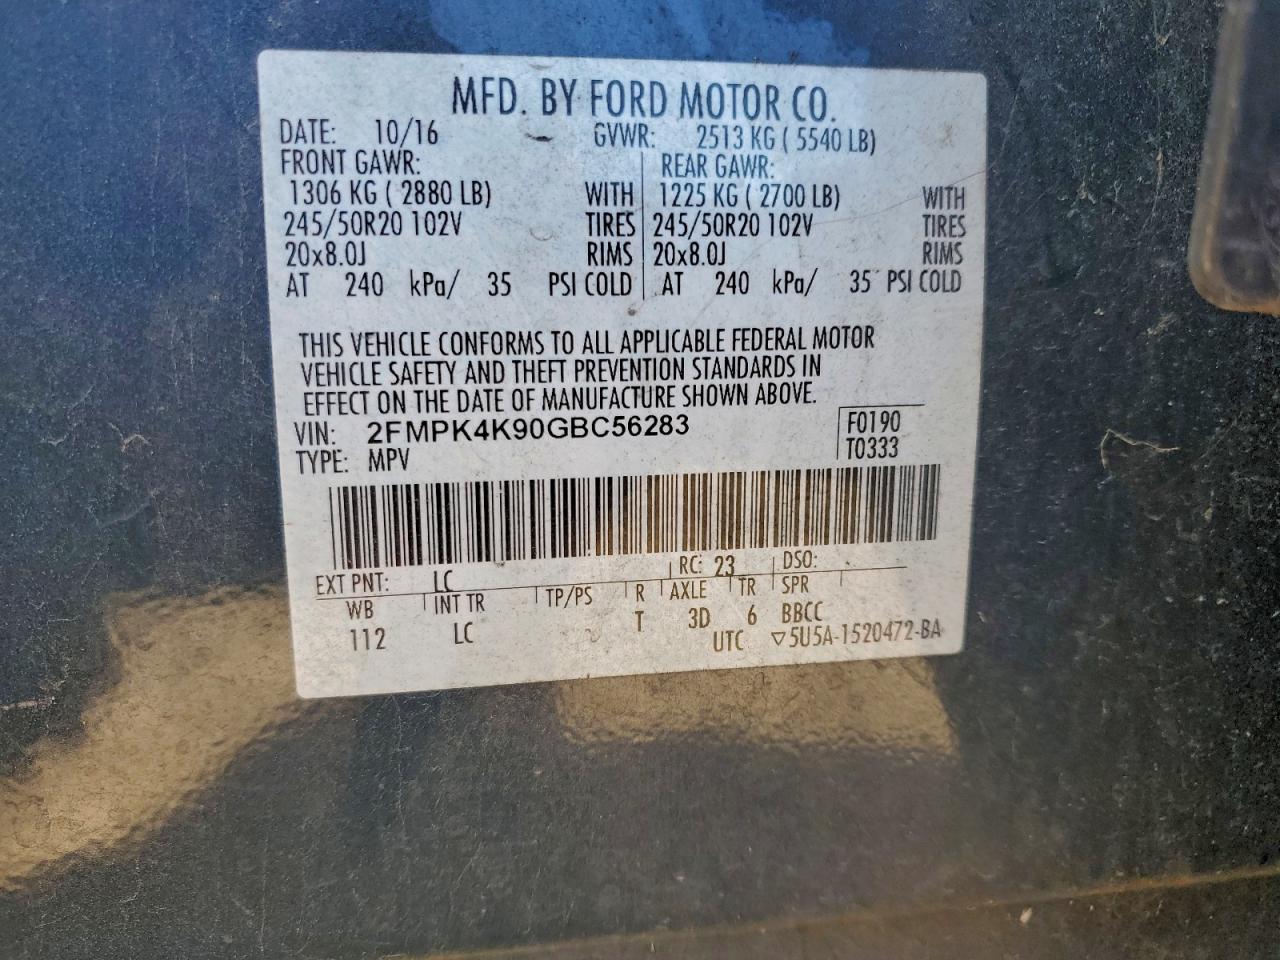 MFD. BY FORD MOTOR CO.
DATE: 10/16 GVWR: 2513 KG ( 5540 LB)
FRONT GAWR: REAR GAWR:
1306 KG ( 2880 LB) WITH 1225 KG ( 2700 LB) WITH
245/50R20 102V TIRES 245/50R20 102V TIRES
20x8.0J RIMS 20x8.0J RIMS
AT 240 kPa/ 35 PSI COLD AT 240 kPa/ 35 PSI COLD
THIS VEHICLE CONFORMS TO ALL APPLICABLE FEDERAL MOTOR
VEHICLE SAFETY AND THEFT PREVENTION STANDARDS IN
EFFECT ON THE DATE OF MANUFACTURE SHOWN ABOVE.
VIN: 2FMPK4K90GBC56283 F0190
TYPE: MPV T0333
EXT PNT: LC RC: 23 DSO:
WB INT TR TP/PS R AXLE TR SPR
112 LC T 3D 6 BBCC
UTC ▽5U5A-1520472-BA